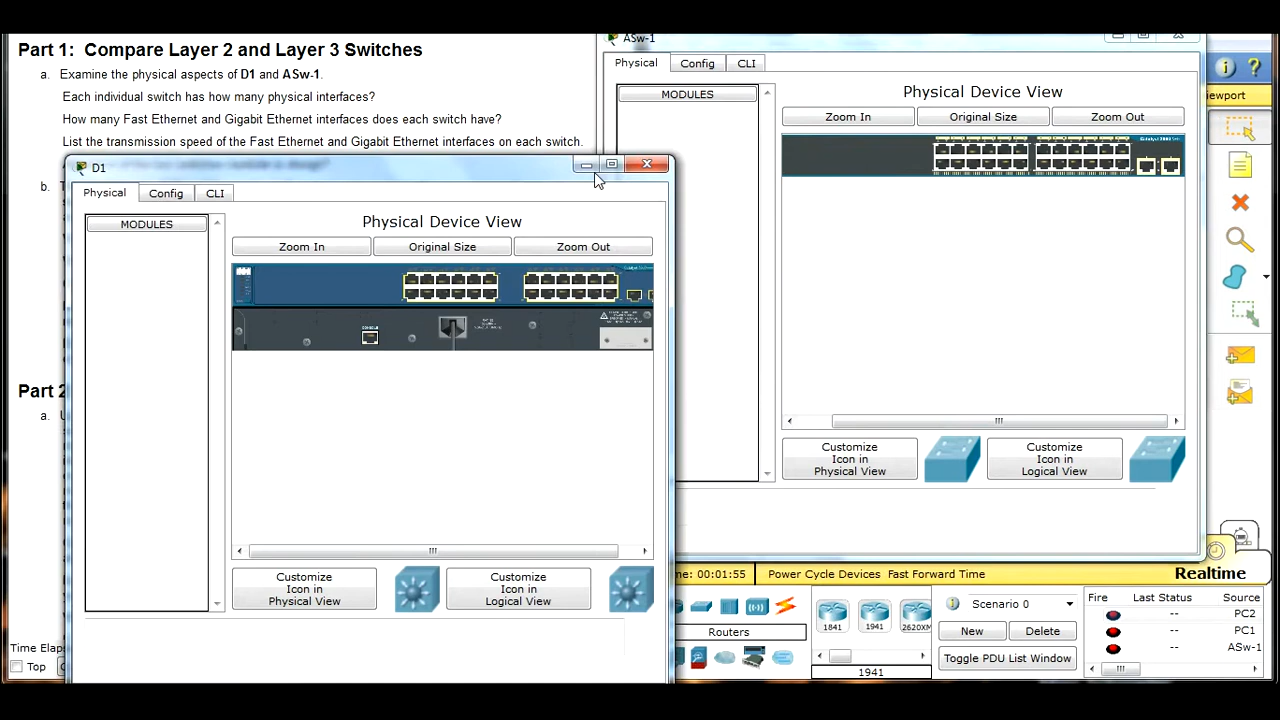 Part 1: Compare Layer 2 and Layer 3 Switches
a. Examine the physical aspects of D1 and ASw-1.
Each individual switch has how many physical interfaces?
How many Fast Ethernet and Gigabit Ethernet interfaces does each switch have?
List the transmission speed of the Fast Ethernet and Gigabit Ethernet interfaces on each switch.
b. T
Part 2
a. U
Time Elap
Top
ASw-1
Physical Config CLI
MODULES
Physical Device View
Zoom In Original Size Zoom Out
Customize
Icon in
Physical View
Customize
Icon in
Logical View
D1
Physical Config CLI
MODULES
Physical Device View
Zoom In Original Size Zoom Out
CONSOLE
Customize
Icon in
Physical View
Customize
Icon in
Logical View
iewport
me: 00:01:55 Power Cycle Devices Fast Forward Time
Realtime
Routers
1841 1941 2620XM
1941
Scenario 0
New Delete
Toggle PDU List Window
Fire Last Status Source
-- PC2
-- PC1
-- ASw-1